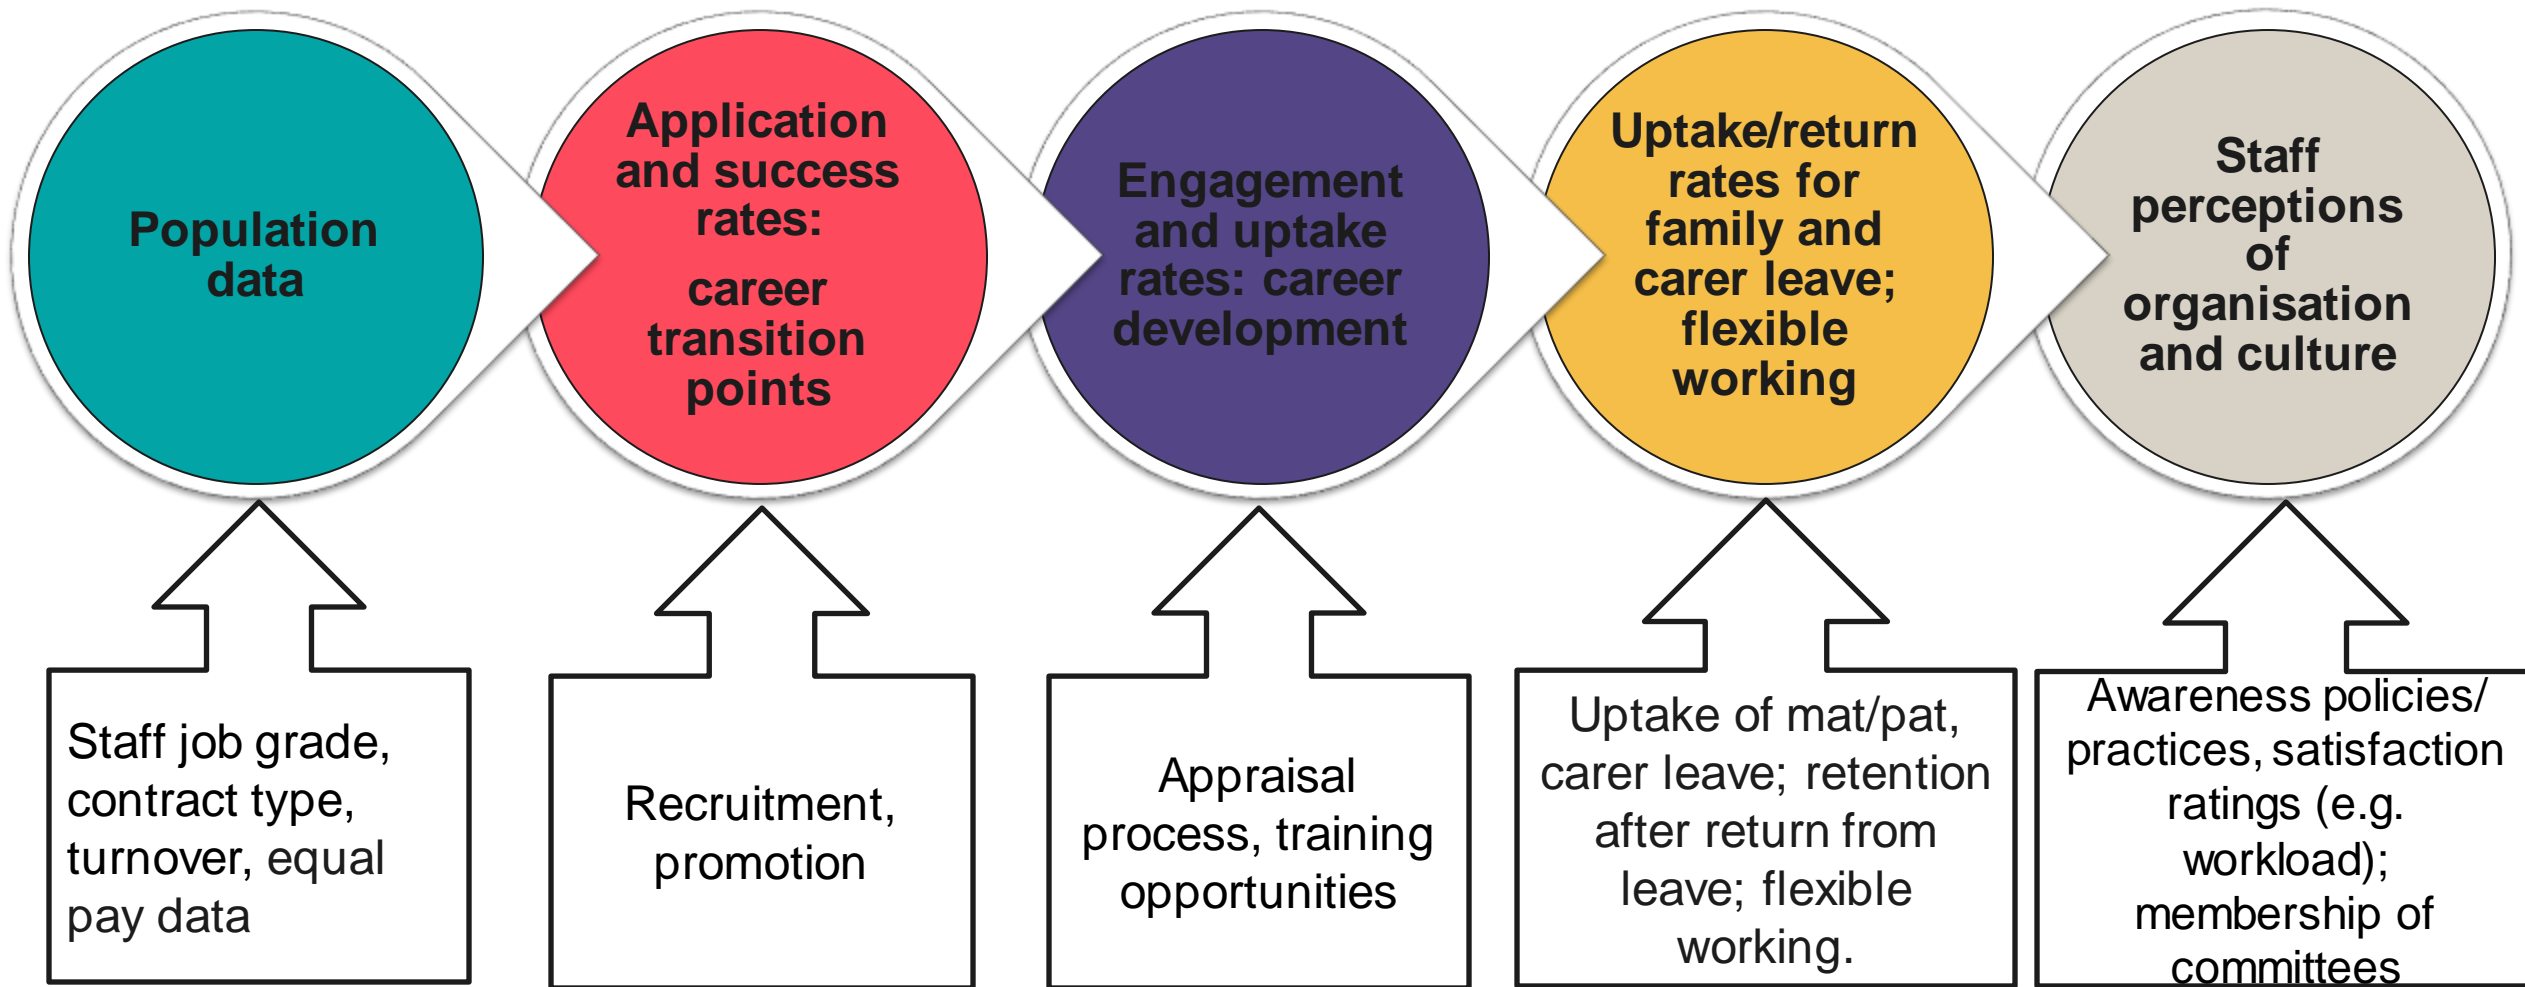 Population
data
Application
and success
rates:
career
transition
points
Engagement
and uptake
rates: career
development
Uptake/return
rates for
family and
carer leave;
flexible
working
Staff
perceptions
of
organisation
and culture
Staff job grade,
contract type,
turnover, equal
pay data
Recruitment,
promotion
Appraisal
process, training
opportunities
Uptake of mat/pat,
carer leave; retention
after return from
leave; flexible
working.
Awareness policies/
practices, satisfaction
ratings (e.g.
workload);
membership of
committees